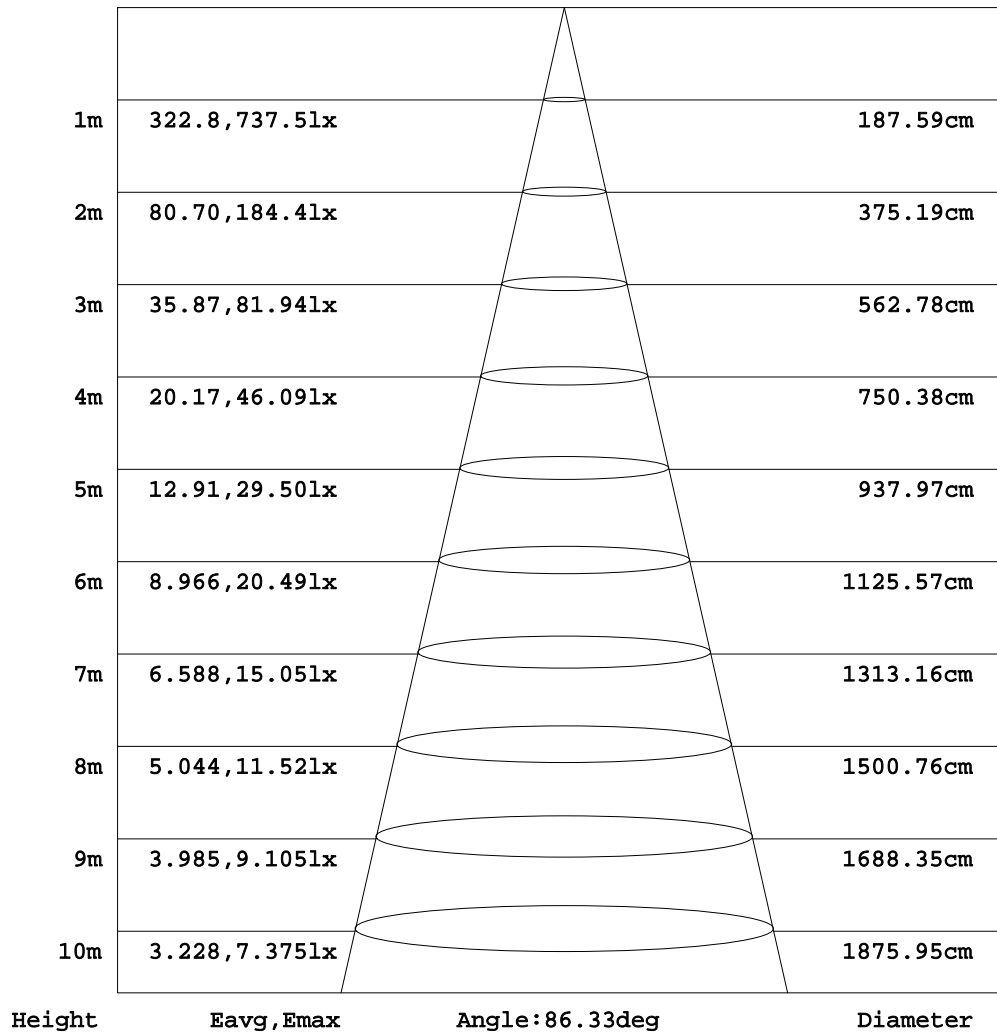 1m 322.8,737.5lx 187.59cm
2m 80.70,184.4lx 375.19cm
3m 35.87,81.94lx 562.78cm
4m 20.17,46.09lx 750.38cm
5m 12.91,29.50lx 937.97cm
6m 8.966,20.49lx 1125.57cm
7m 6.588,15.05lx 1313.16cm
8m 5.044,11.52lx 1500.76cm
9m 3.985,9.105lx 1688.35cm
10m 3.228,7.375lx 1875.95cm
Height Eavg,Emax Angle:86.33deg Diameter